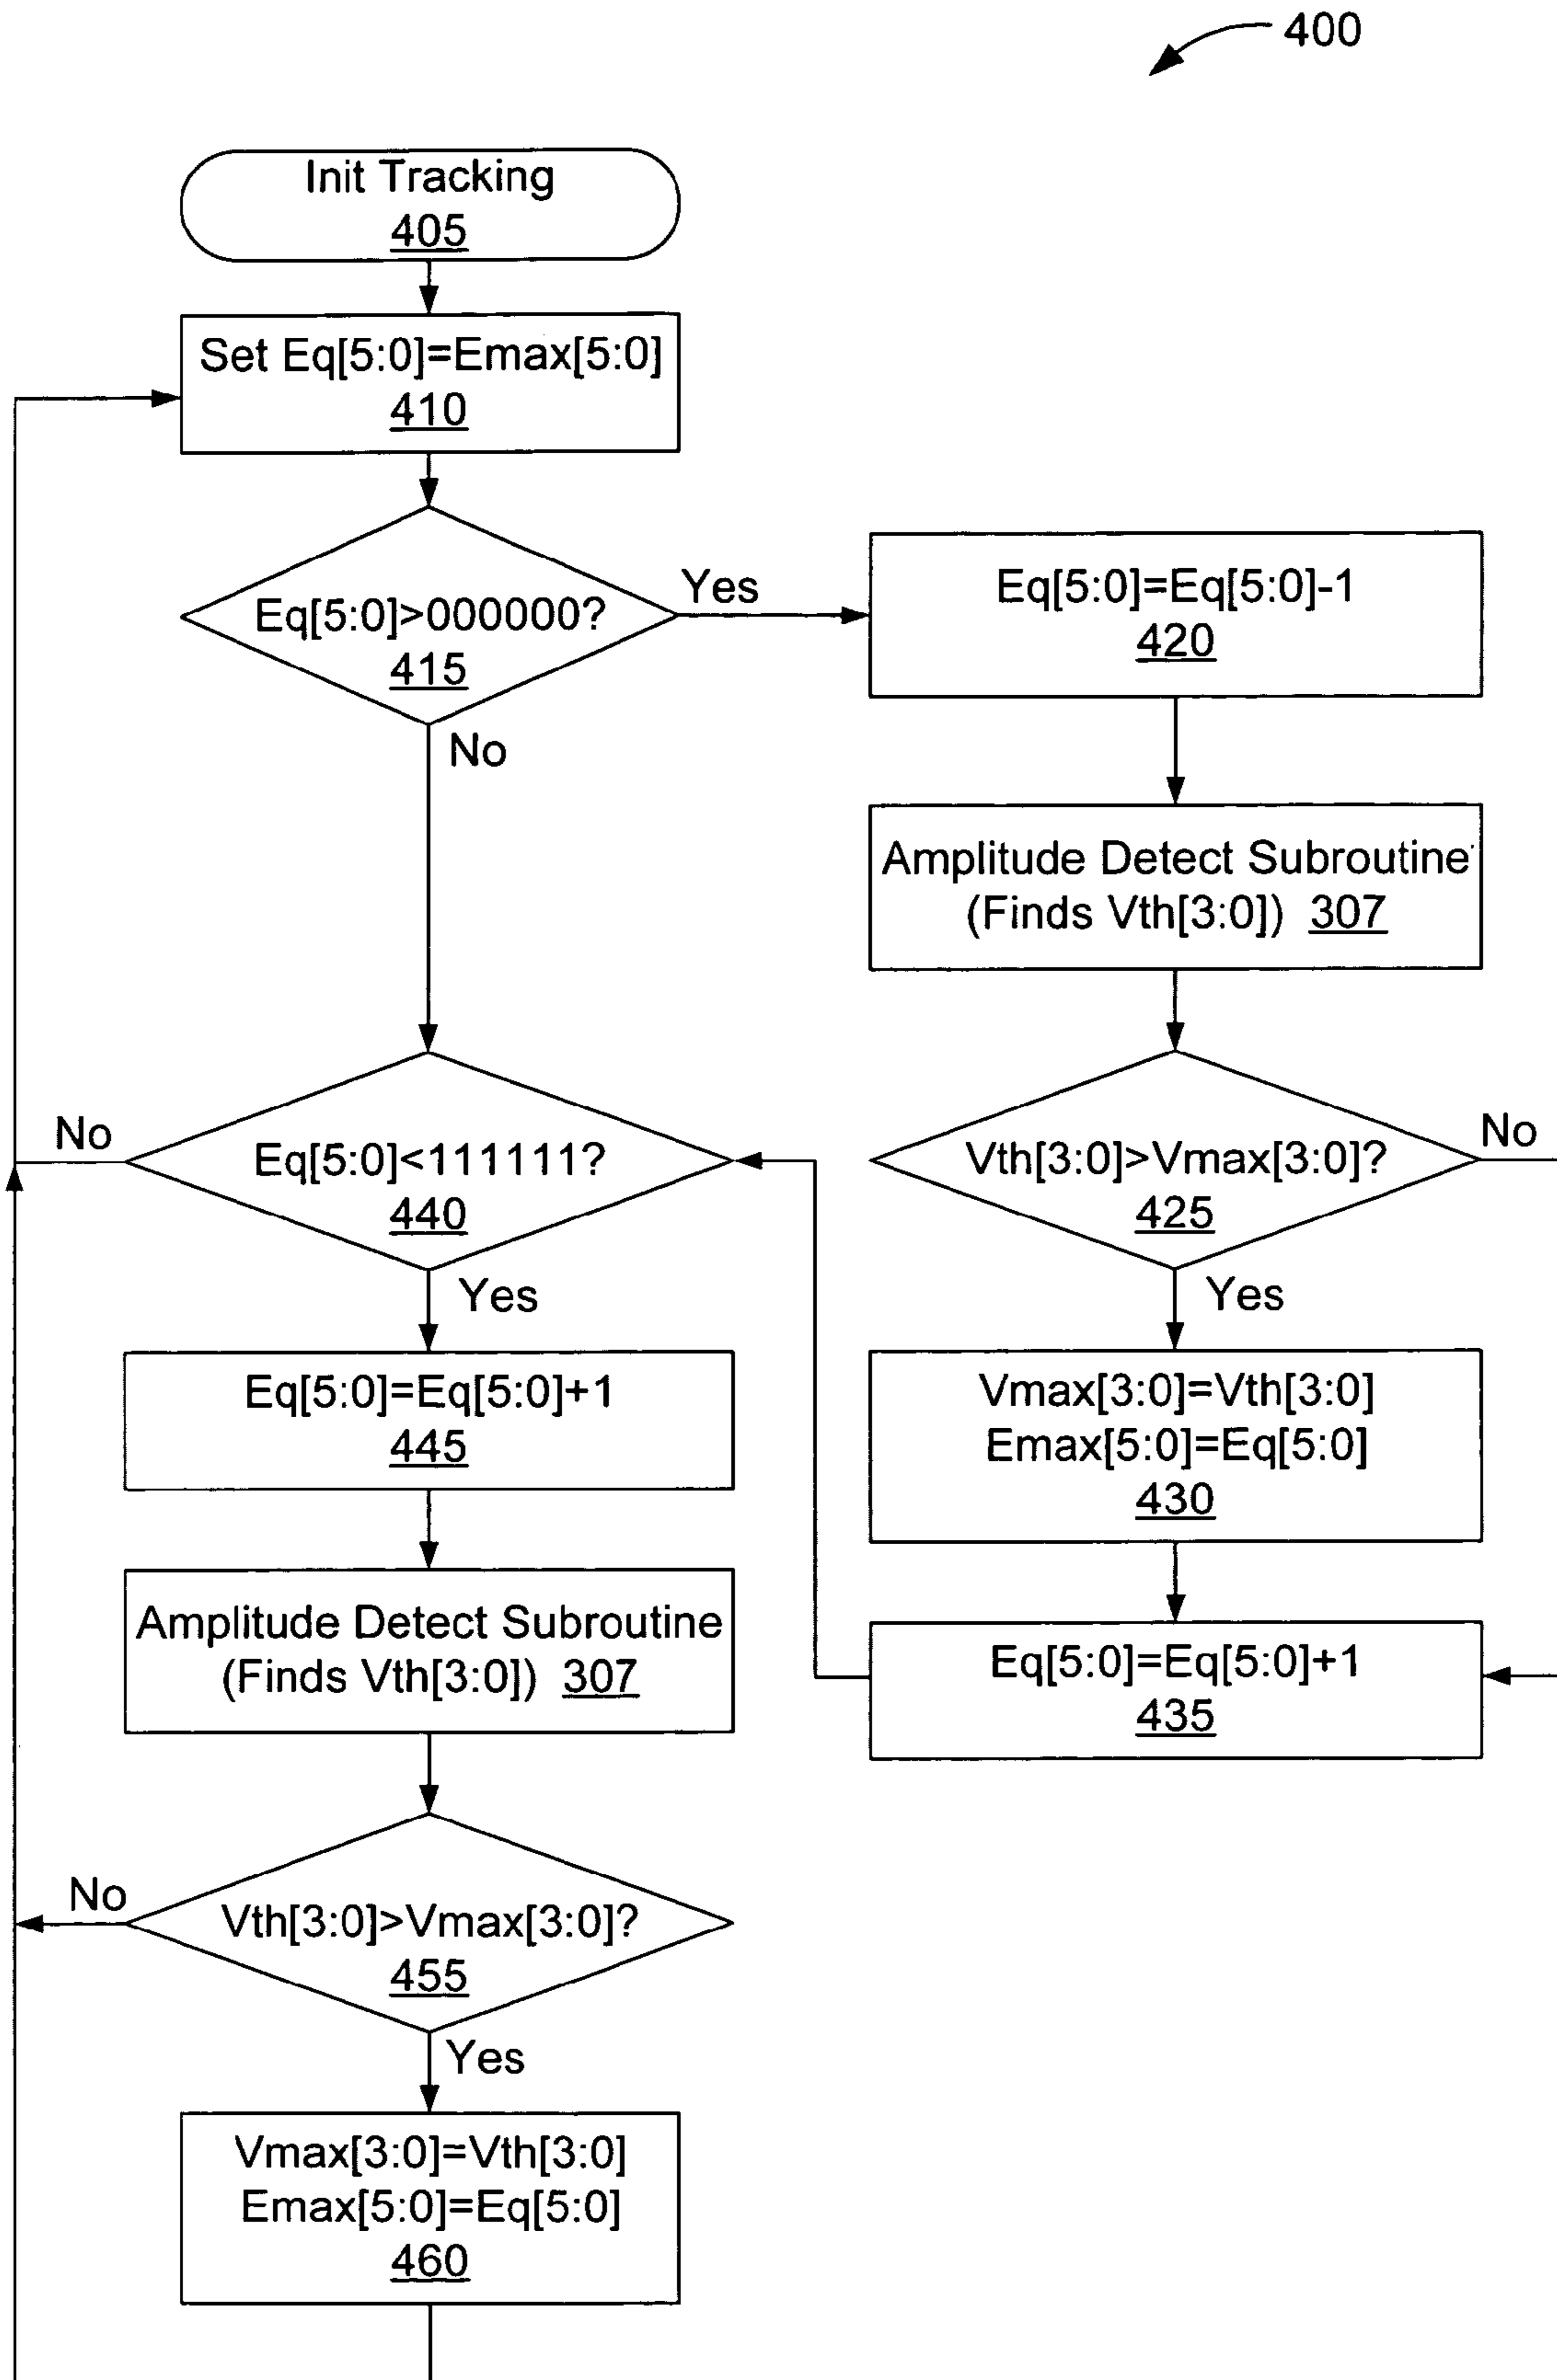 400
Init Tracking
405
Set Eq[5:0]=Emax[5:0]
410
Eq[5:0]>000000?
415
Yes
No
Eq[5:0]=Eq[5:0]-1
420
Amplitude Detect Subroutine
(Finds Vth[3:0]) 307
Vth[3:0]>Vmax[3:0]?
425
No
Yes
Vmax[3:0]=Vth[3:0]
Emax[5:0]=Eq[5:0]
430
Eq[5:0]=Eq[5:0]+1
435
Eq[5:0]<111111?
440
No
Yes
Eq[5:0]=Eq[5:0]+1
445
Amplitude Detect Subroutine
(Finds Vth[3:0]) 307
Vth[3:0]>Vmax[3:0]?
455
No
Yes
Vmax[3:0]=Vth[3:0]
Emax[5:0]=Eq[5:0]
460